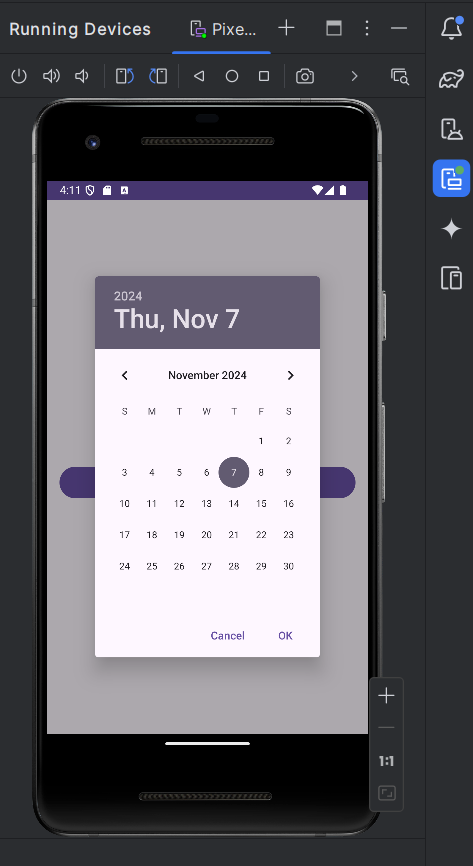 Running Devices
Pixe...
4:11
2024
Thu, Nov 7
November 2024
S M T W T F S
1 2
3 4 5 6 7 8 9
10 11 12 13 14 15 16
17 18 19 20 21 22 23
24 25 26 27 28 29 30
Cancel OK
1:1